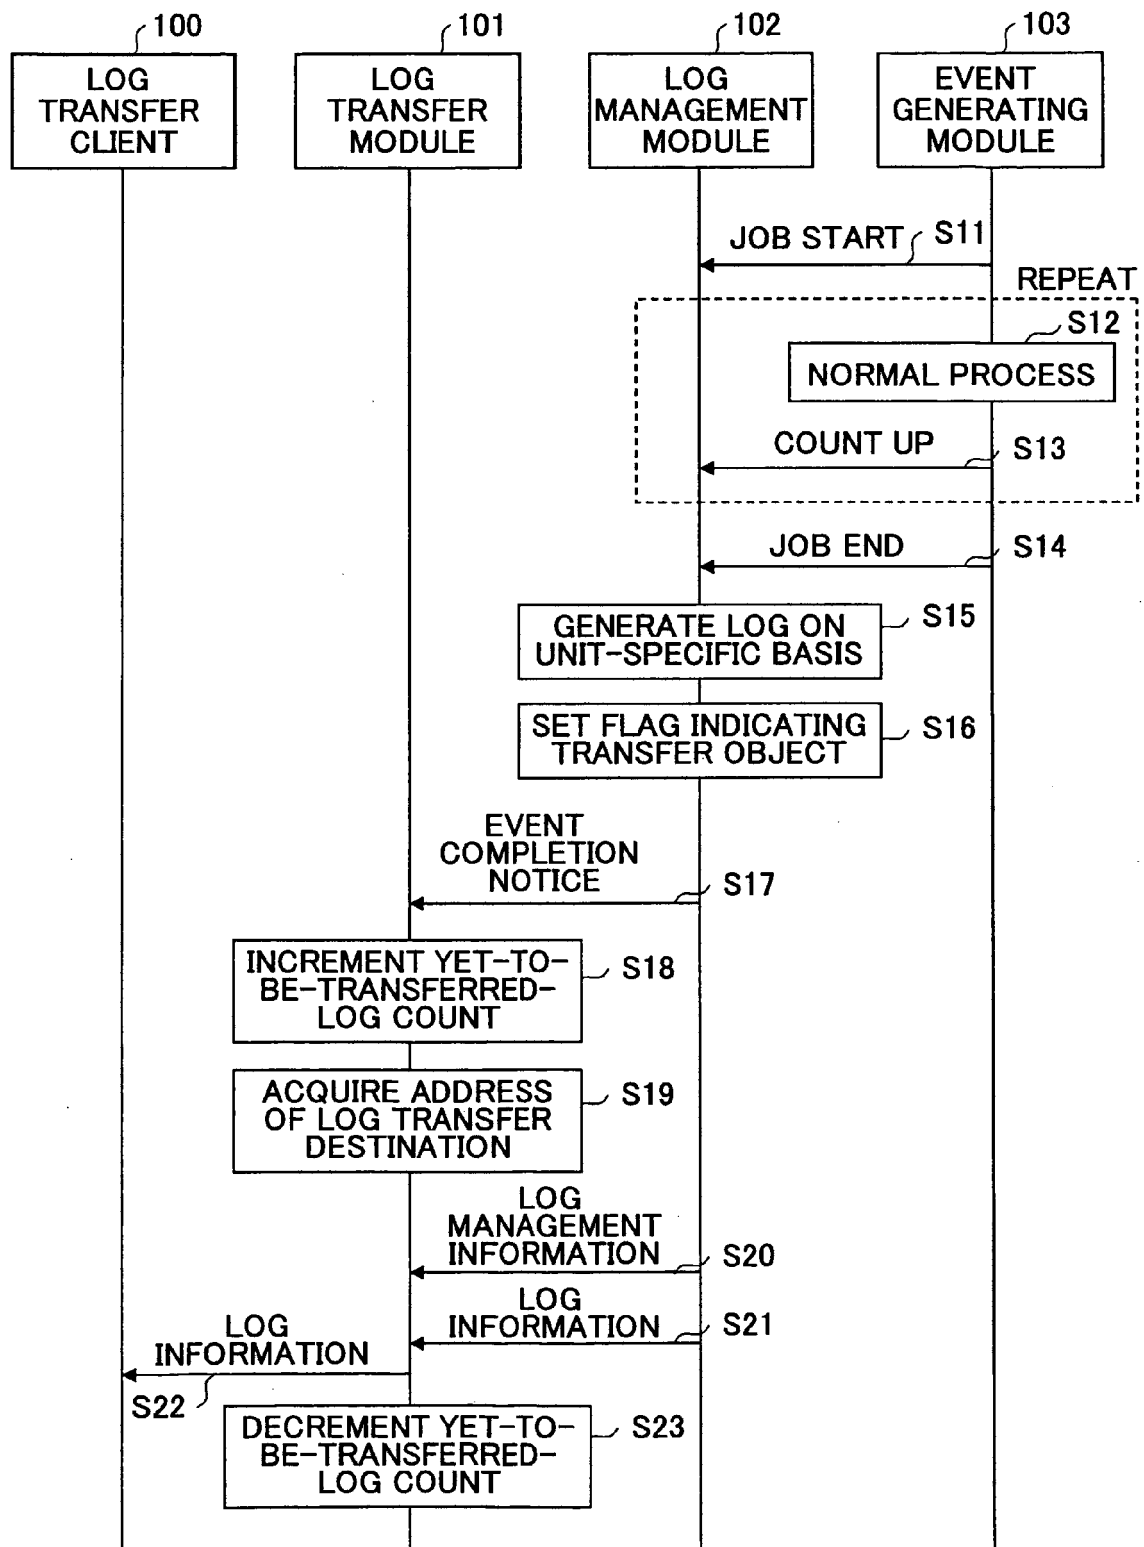 100
101
102
103
LOG
TRANSFER
CLIENT
LOG
TRANSFER
MODULE
LOG
MANAGEMENT
MODULE
EVENT
GENERATING
MODULE
JOB START
S11
REPEAT
S12
NORMAL PROCESS
COUNT UP
S13
JOB END
S14
GENERATE LOG ON
UNIT-SPECIFIC BASIS
S15
SET FLAG INDICATING
TRANSFER OBJECT
S16
EVENT
COMPLETION
NOTICE
S17
INCREMENT YET-TO-
BE-TRANSFERRED-
LOG COUNT
S18
ACQUIRE ADDRESS
OF LOG TRANSFER
DESTINATION
S19
LOG
MANAGEMENT
INFORMATION
S20
LOG
INFORMATION
S21
LOG
INFORMATION
S22
DECREMENT YET-TO-
BE-TRANSFERRED-
LOG COUNT
S23